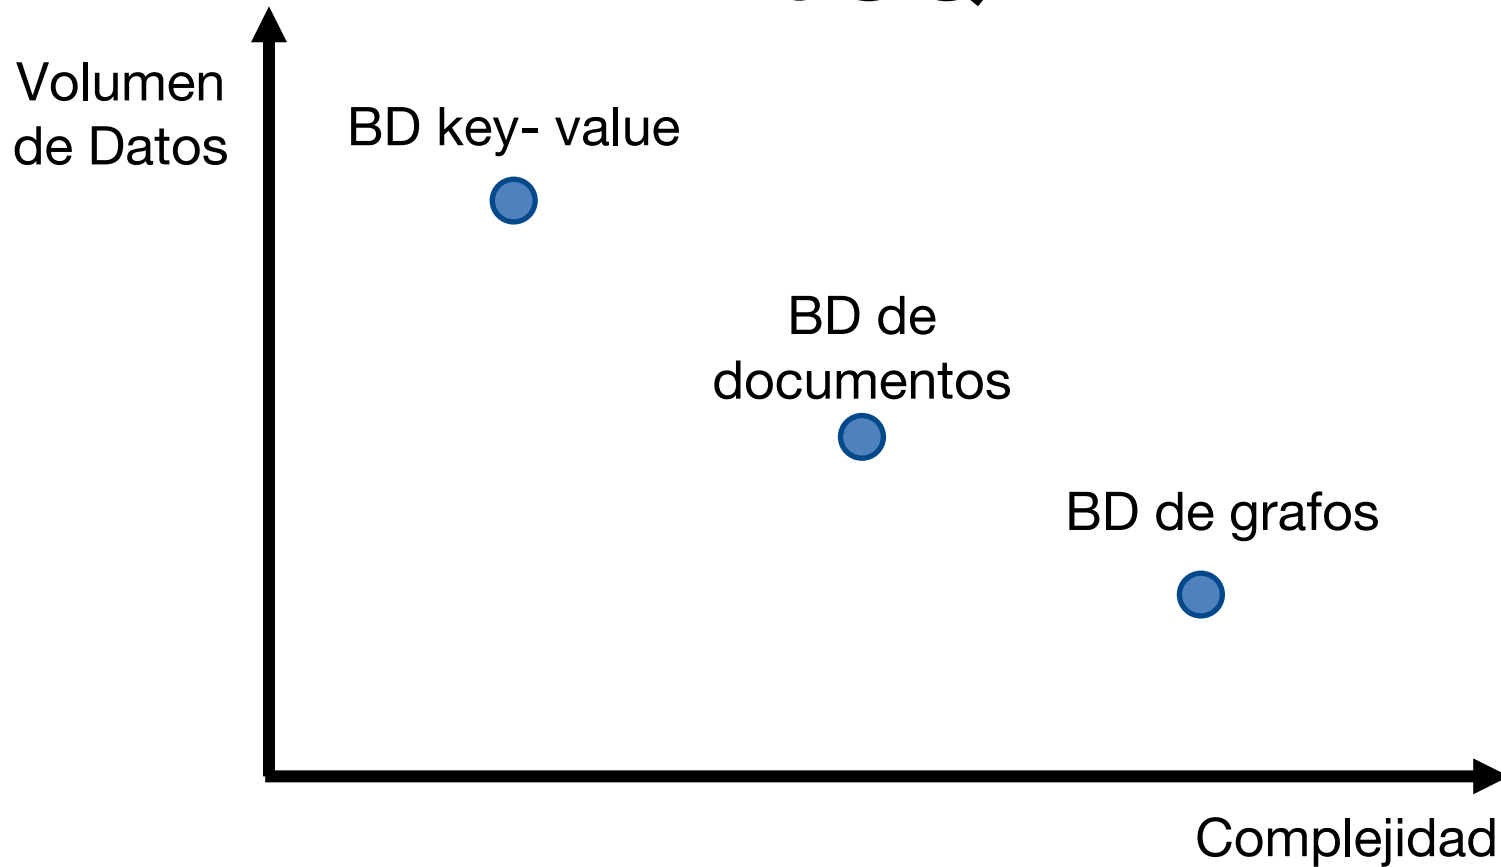 Volumen
de Datos
BD key- value
BD de
documentos
BD de grafos
Complejidad